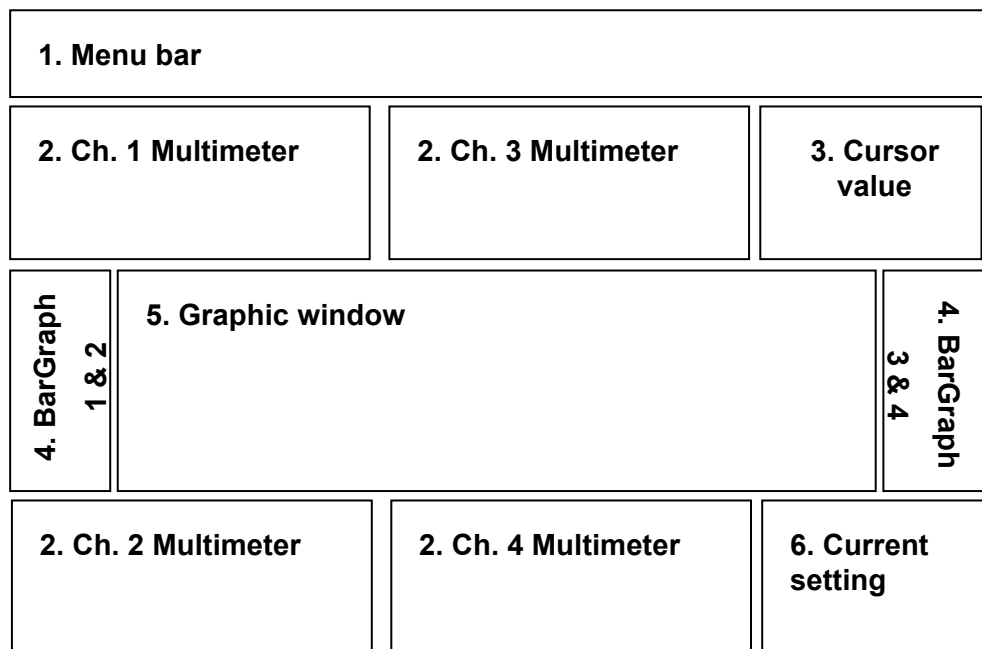 1. Menu bar
2. Ch. 1 Multimeter
2. Ch. 3 Multimeter
3. Cursor
value
4. BarGraph
1 & 2
5. Graphic window
4. BarGraph
3 & 4
2. Ch. 2 Multimeter
2. Ch. 4 Multimeter
6. Current
setting